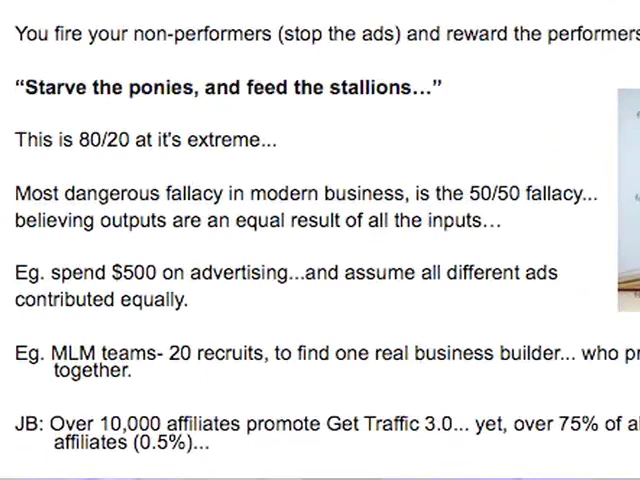 You fire your non-performers (stop the ads) and reward the performers
“Starve the ponies, and feed the stallions…”
This is 80/20 at it's extreme...
Most dangerous fallacy in modern business, is the 50/50 fallacy...
believing outputs are an equal result of all the inputs…
Eg. spend $500 on advertising...and assume all different ads
contributed equally.
Eg. MLM teams- 20 recruits, to find one real business builder... who
together.
JB: Over 10,000 affiliates promote Get Traffic 3.0... yet, over 75% of
affiliates (0.5%)...